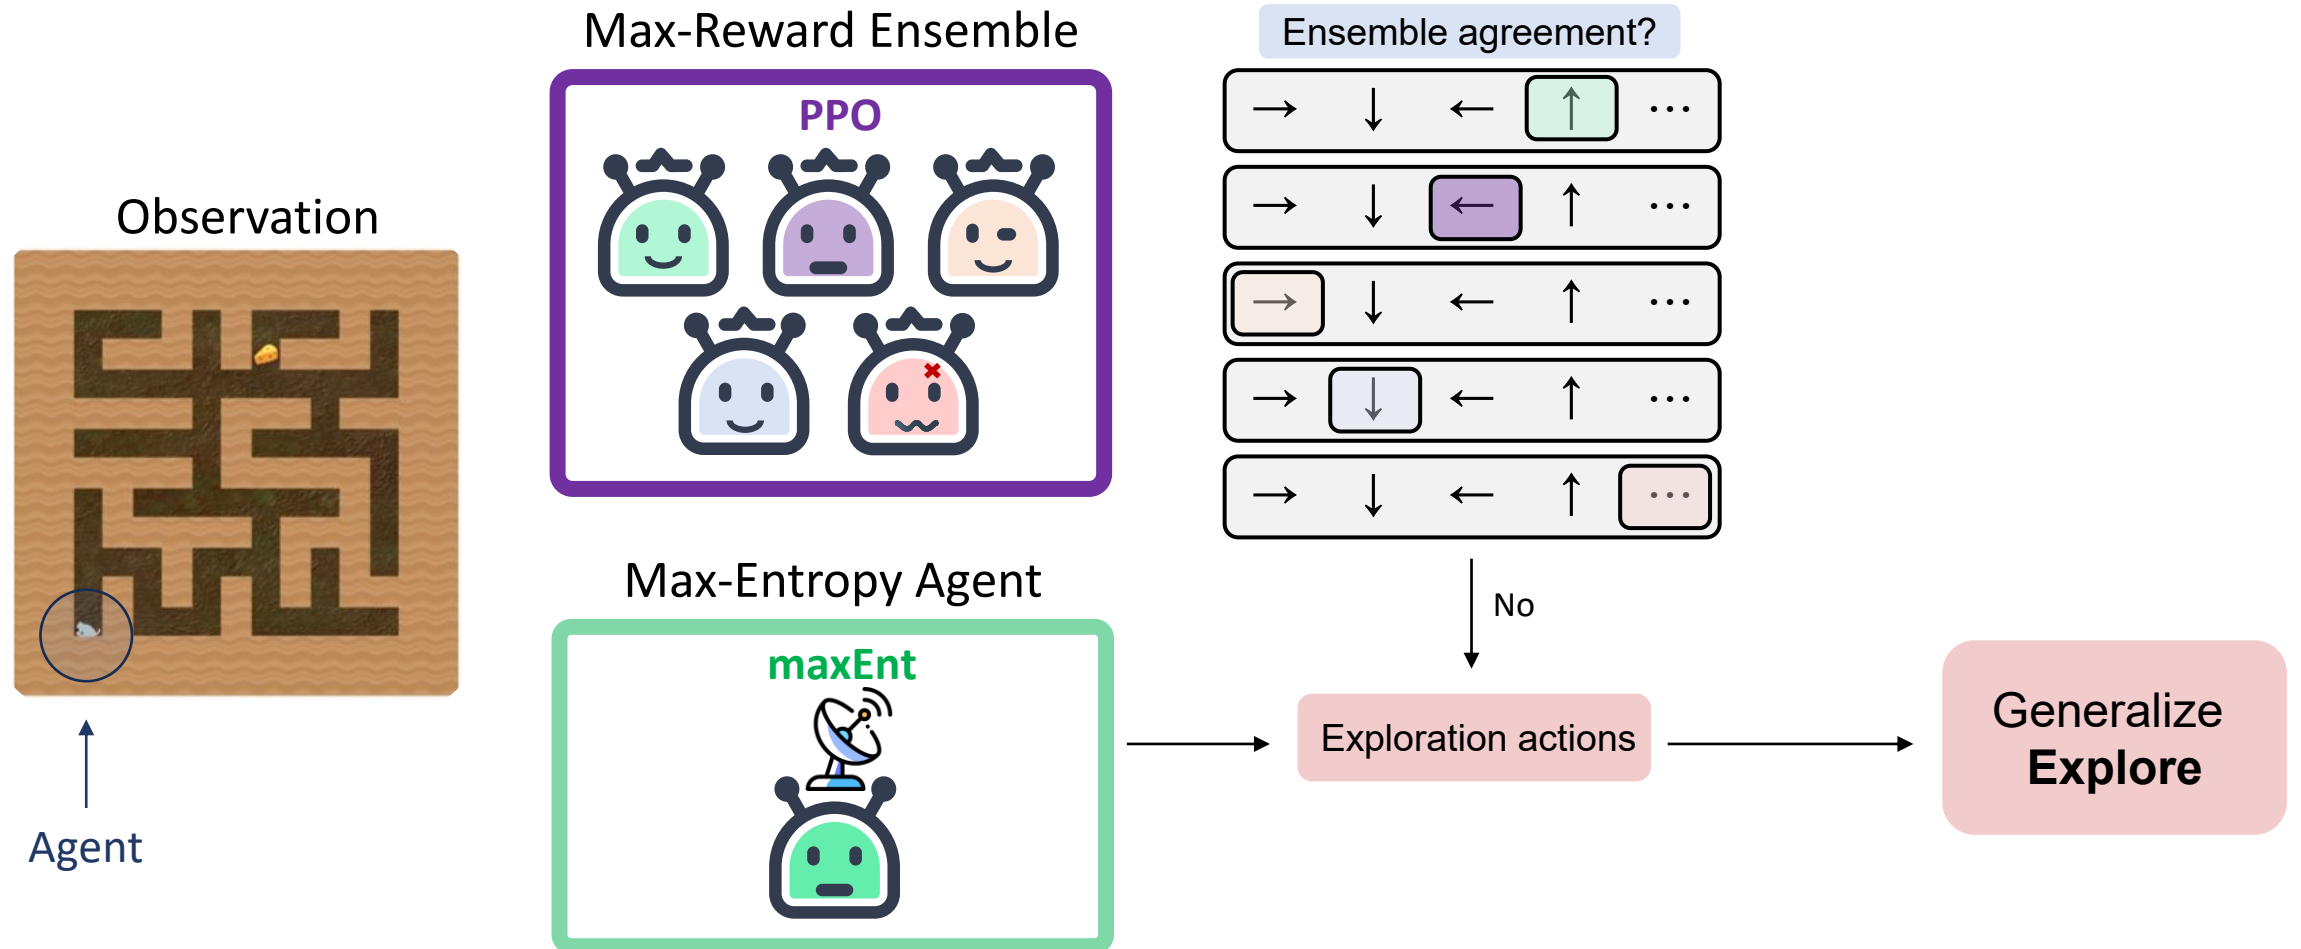 Observation
Agent
Max-Reward Ensemble
PPO
Max-Entropy Agent
maxEnt
Ensemble agreement?
→ ↓ ← ↑ ...
→ ↓ ← ↑ ...
→ ↓ ← ↑ ...
→ ↓ ← ↑ ...
→ ↓ ← ↑ ...
No
Exploration actions
Generalize
Explore